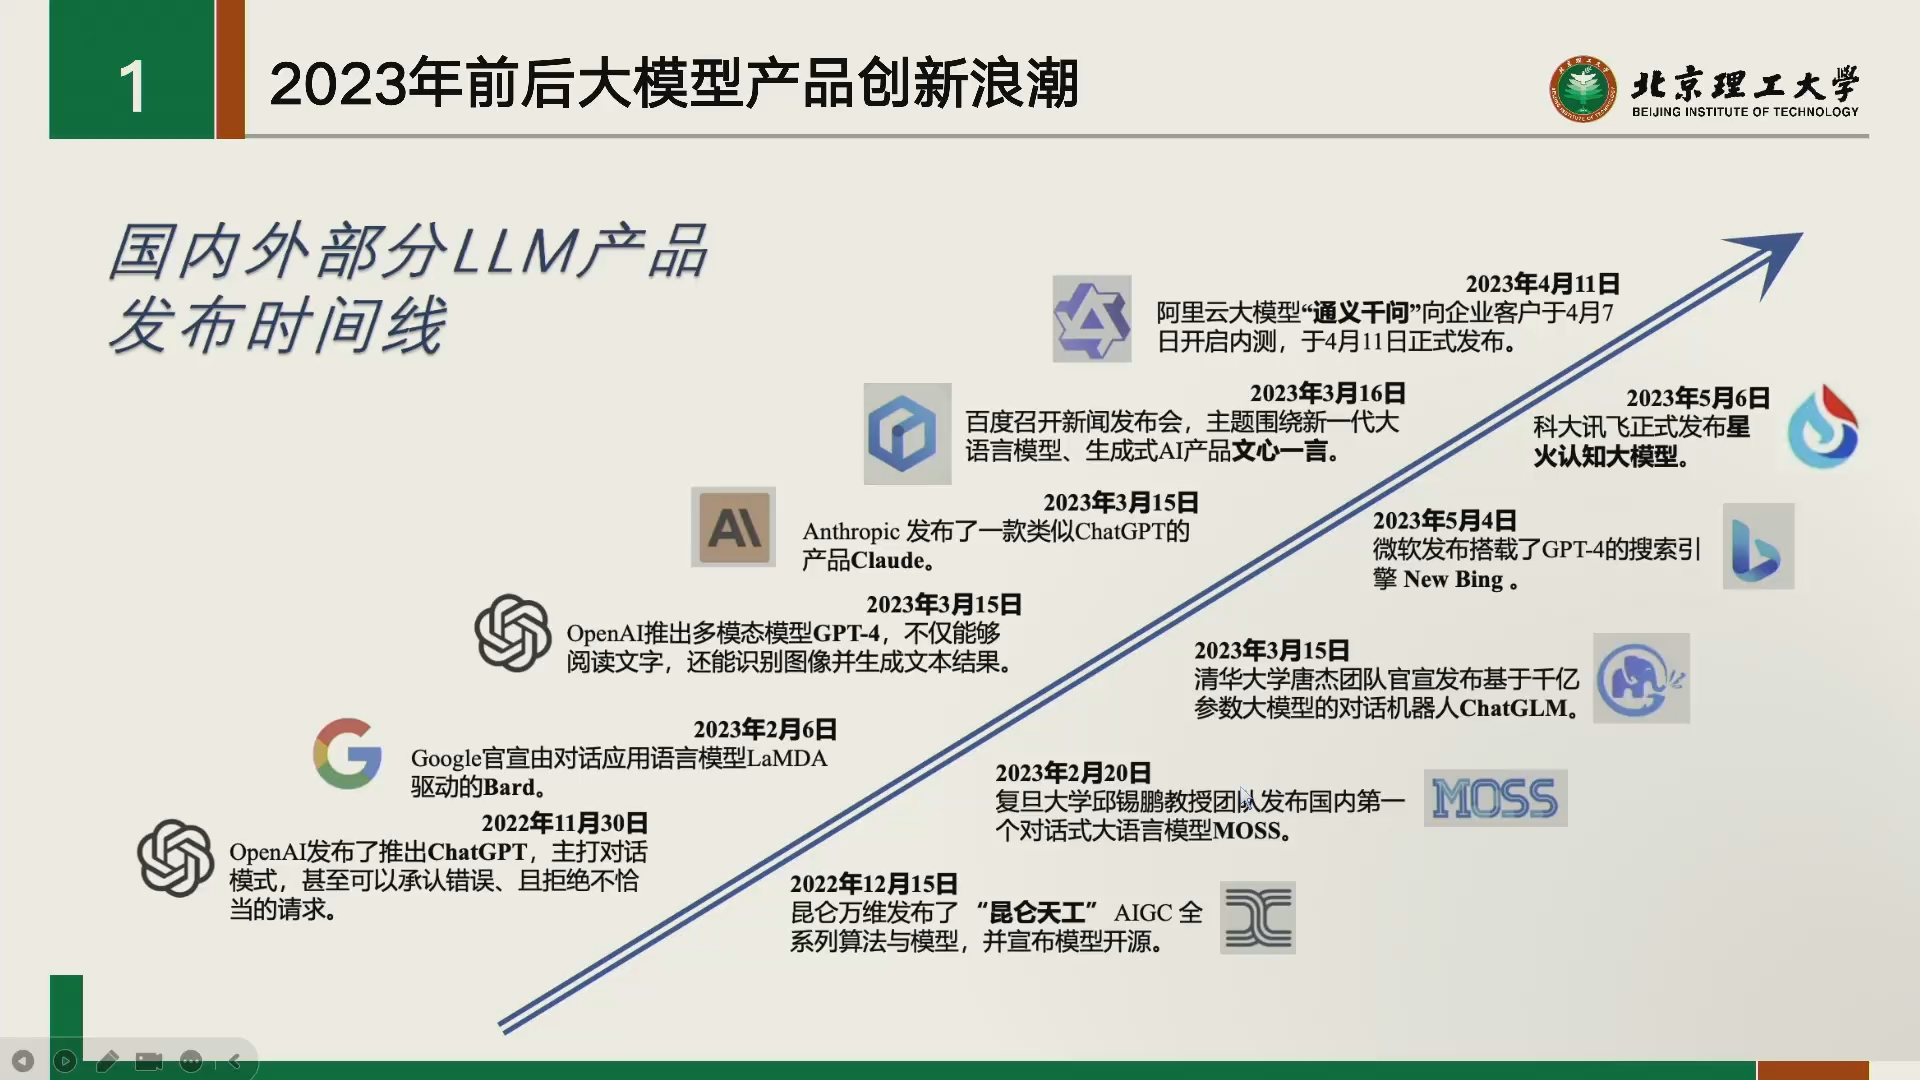 1
2023年前后大模型产品创新浪潮
北京理工大学
BEIJING INSTITUTE OF TECHNOLOGY
国内外部分LLM产品
发布时间线
2023年4月11日
阿里云大模型“通义千问”向企业客户于4月7
日开启内测，于4月11日正式发布。
2023年3月16日
百度召开新闻发布会，主题围绕新一代大
语言模型、生成式AI产品文心一言。
2023年5月6日
科大讯飞正式发布星
火认知大模型。
2023年3月15日
Anthropic 发布了一款类似ChatGPT的
产品Claude。
2023年5月4日
微软发布搭载了GPT-4的搜索引
擎 New Bing 。
2023年3月15日
OpenAI推出多模态模型GPT-4，不仅能够
阅读文字，还能识别图像并生成文本结果。
2023年3月15日
清华大学唐杰团队官宣发布基于千亿
参数大模型的对话机器人ChatGLM。
2023年2月6日
Google官宣由对话应用语言模型LaMDA
驱动的Bard。
2023年2月20日
复旦大学邱锡鹏教授团队发布国内第一
个对话式大语言模型MOSS。
MOSS
2022年11月30日
OpenAI发布了推出ChatGPT，主打对话
模式，甚至可以承认错误、且拒绝不恰
当的请求。
2022年12月15日
昆仑万维发布了 “昆仑天工” AIGC 全
系列算法与模型，并宣布模型开源。